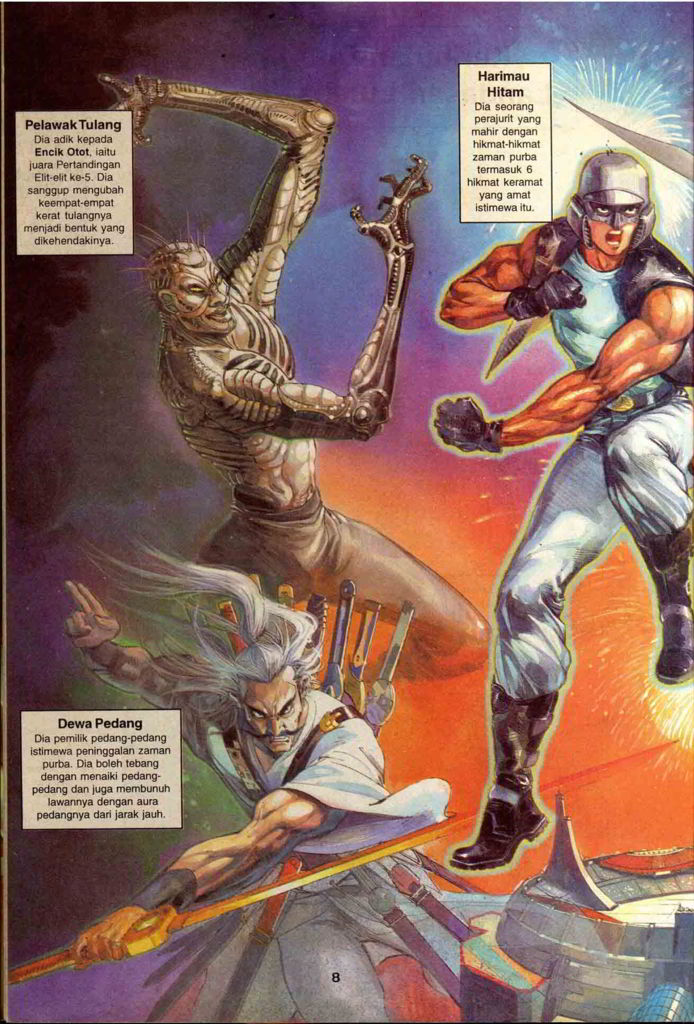 Pelawak Tulang
Dia adik kepada
Encik Otot, iaitu
juara Pertandingan
Elit-elit ke-5. Dia
sanggup mengubah
keempat-empat
kerat tulangnya
menjadi bentuk yang
dikehendakinya.
Harimau
Hitam
Dia seorang
perajurit yang
mahir dengan
hikmat-hikmat
zaman purba
termasuk 6
hikmat keramat
yang amat
istimewa itu.
Dewa Pedang
Dia pemilik pedang-pedang
istimewa peninggalan zaman
purba. Dia boleh tebang
dengan menaiki pedang-
pedang dan juga membunuh
lawannya dengan aura
pedangnya dari jarak jauh.
8